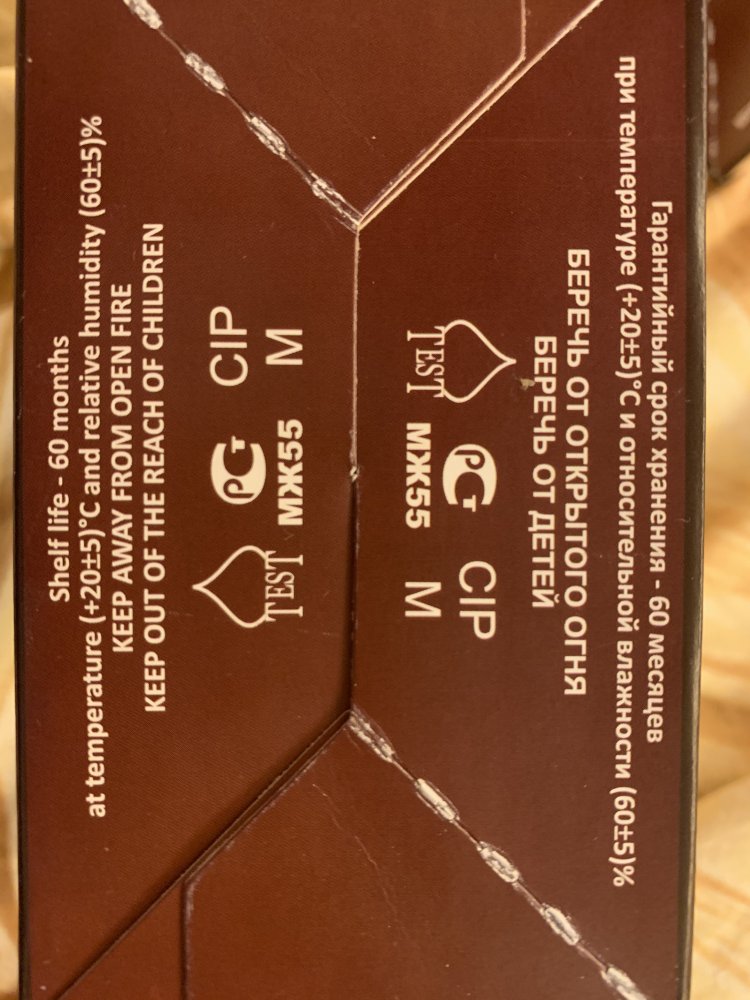 Shelf life - 60 months
at temperature (+20±5)°C and relative humidity (60±5)%
KEEP AWAY FROM OPEN FIRE
KEEP OUT OF THE REACH OF CHILDREN
TEST
РСТ
CIP
МЖ55
M
Гарантийный срок хранения - 60 месяцев
при температуре (+20±5)°C и относительной влажности (60±5)%
БЕРЕЧЬ ОТ ОТКРЫТОГО ОГНЯ
БЕРЕЧЬ ОТ ДЕТЕЙ
TEST
РСТ
CIP
МЖ55
M